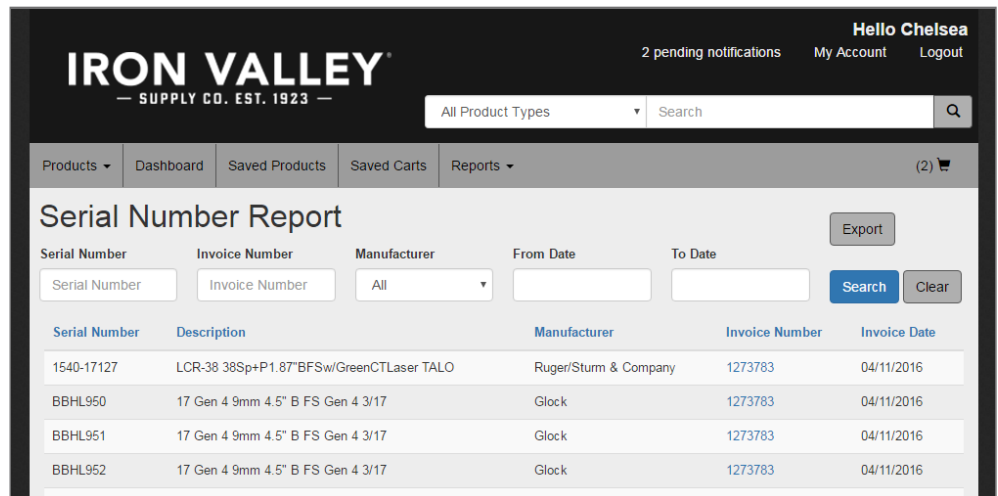 Hello Chelsea
2 pending notifications My Account Logout
IRON VALLEY
— SUPPLY CO. EST. 1923 —
All Product Types Search
Products Dashboard Saved Products Saved Carts Reports (2)
Serial Number Report
Export
Serial Number Invoice Number Manufacturer From Date To Date
Serial Number Invoice Number All Search Clear
Serial Number Description Manufacturer Invoice Number Invoice Date
1540-17127 LCR-38 38Sp+P1.87"BFSw/GreenCTLaser TALO Ruger/Sturm & Company 1273783 04/11/2016
BBHL950 17 Gen 4 9mm 4.5" B FS Gen 4 3/17 Glock 1273783 04/11/2016
BBHL951 17 Gen 4 9mm 4.5" B FS Gen 4 3/17 Glock 1273783 04/11/2016
BBHL952 17 Gen 4 9mm 4.5" B FS Gen 4 3/17 Glock 1273783 04/11/2016